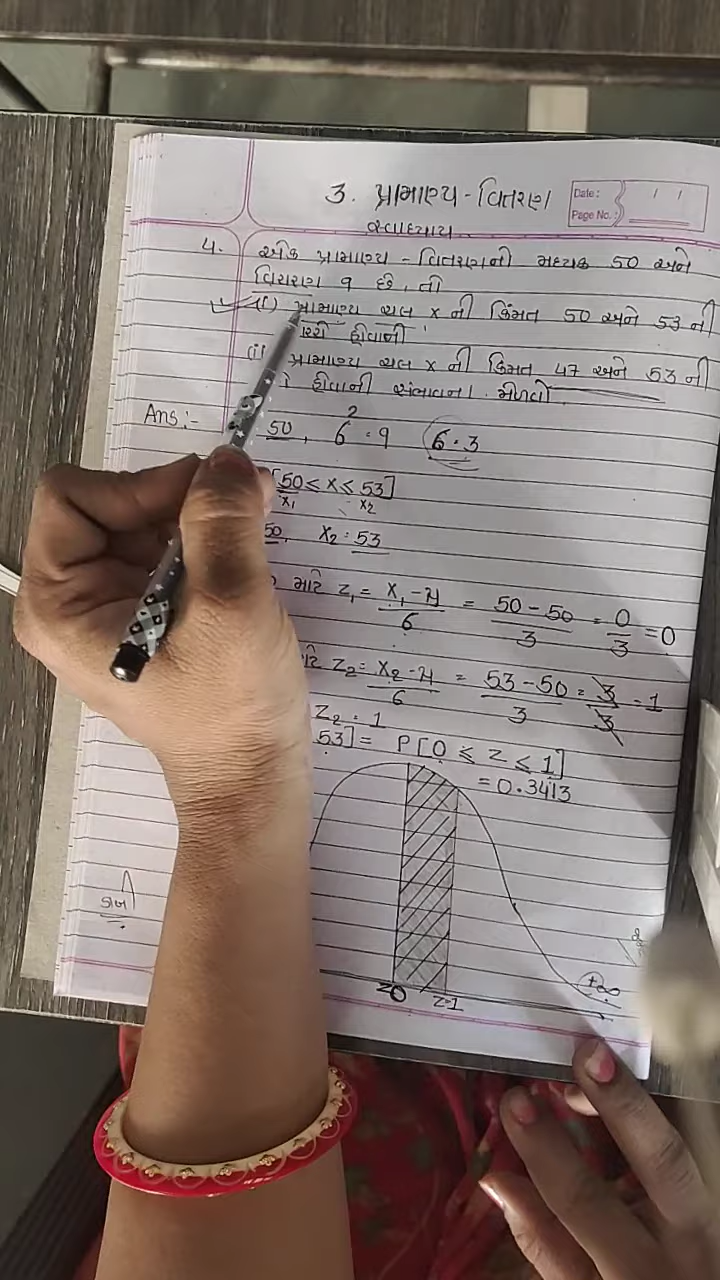 3. પ્રામાણ્ય - વિતરણ
Date : / /
Page No. :
સ્વાધ્યાય
4. એક પ્રામાણ્ય - વિતરણનો મધ્યક 50 અને
વિચરણ 9 છે, તો
(i) પ્રામાણ્ય ચલ x ની કિંમત 50 અને 53 ની
હોવાની
(ii પ્રામાણ્ય ચલ x ની કિંમત 47 અને 53 ની
હોવાની સંભાવના મેળવો.
Ans :- 50, 6² = 9 6 = 3
[50 ≤ x ≤ 53]
x₁ x₂
50, x₂ = 53
માટે z₁ = x₁ - μ / 6 = 50 - 50 / 3 = 0 / 3 = 0
z₂ = x₂ - μ / 6 = 53 - 50 / 3 = 3 / 3 = 1
z₂ = 1
53] = P[0 ≤ z ≤ 1]
= 0.3413
+∞
z0 z=1